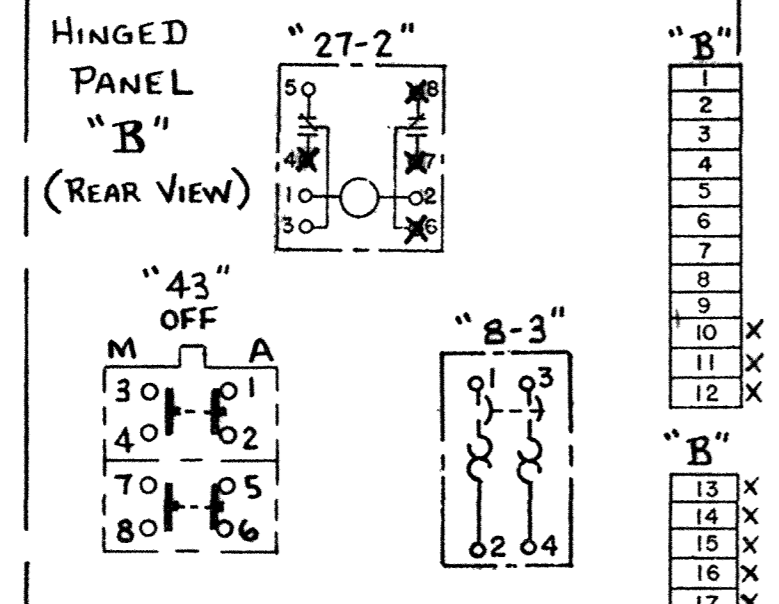 HINGED
PANEL
"B"
(REAR VIEW)
"27-2"
5 8
4 7
1 2
3 6
"43"
OFF
M A
3 1
4 2
7 5
8 6
"8-3"
1 3
2 4
"B"
1
2
3
4
5
6
7
8
9
10 X
11 X
12 X
"B"
13 X
14 X
15 X
16 X
17 X